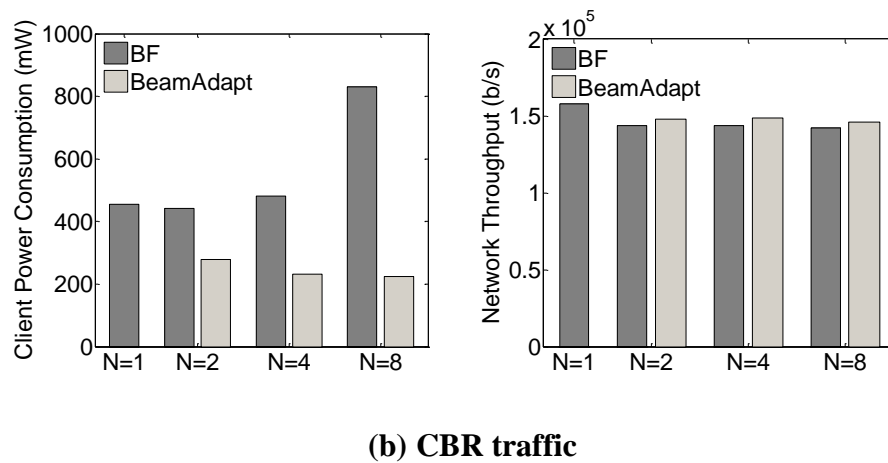 Client Power Consumption (mW)
1000
800
600
400
200
0
BF
BeamAdapt
N=1 N=2 N=4 N=8
Network Throughput (b/s)
x 10^5
2
1.5
1
0.5
0
BF
BeamAdapt
N=1 N=2 N=4 N=8
(b) CBR traffic